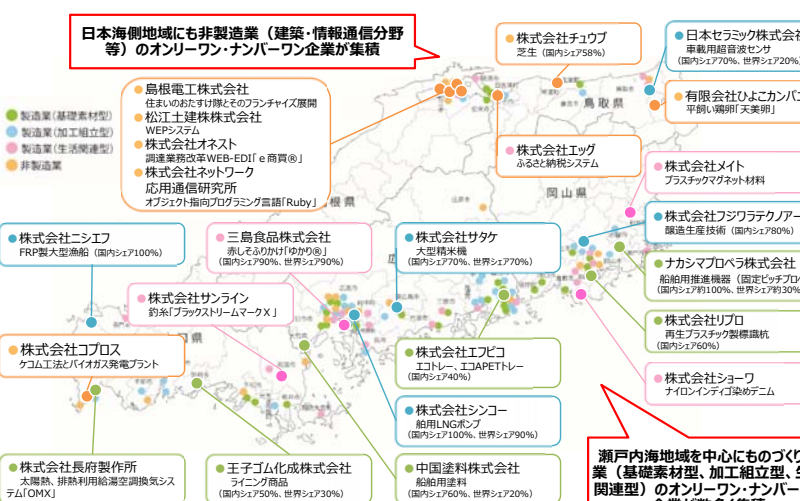 日本海側地域にも非製造業（建築・情報通信分野
等）のオンリーワン・ナンバーワン企業が集積
製造業(基礎素材型)
製造業(加工組立型)
製造業(生活関連型)
非製造業
島根電工株式会社
住まいのおたすけ隊とそのフランチャイズ展開
松江土建株式会社
WEPシステム
株式会社オネスト
調達業務改革WEB-EDI「e商買®」
株式会社ネットワーク
応用通信研究所
オブジェクト指向プログラミング言語「Ruby」
株式会社チュウブ
芝生（国内シェア58%）
日本セラミック株式会社
車載用超音波センサ
（国内シェア70%、世界シェア20%）
有限会社ひよこカンパニ
平飼い鶏卵「天美卵」
鳥取県
株式会社エッグ
ふるさと納税システム
岡山県
根県
株式会社メイト
プラスチックマグネット材料
株式会社フジワラテクノアー
醸造生産技術（国内シェア80%）
ナカシマプロペラ株式会社
船舶用推進機器（固定ピッチプロペ
（国内シェア約100%、世界シェア約30%
株式会社リプロ
再生プラスチック製標識杭
（国内シェア60%）
株式会社ショーワ
ナイロンインディゴ染めデニム
株式会社ニシエフ
FRP製大型漁船（国内シェア100%）
三島食品株式会社
赤しそふりかけ「ゆかり®」
（国内シェア90%、世界シェア90%）
株式会社サタケ
大型精米機
（国内シェア70%、世界シェア70%）
株式会社サンライン
釣糸「ブラックストリームマークX」
口県
株式会社コプロス
ケコム工法とバイオガス発電プラント
株式会社エフピコ
エコトレー、エコAPETトレー
（国内シェア40%）
株式会社シンコー
舶用LNGポンプ
（国内シェア100%、世界シェア90%）
株式会社長府製作所
太陽熱、排熱利用給湯空調換気シス
テム「OMX」
王子ゴム化成株式会社
ライニング商品
（国内シェア50%、世界シェア30%）
中国塗料株式会社
船舶用塗料
（国内シェア60%、世界シェア20%）
瀬戸内海地域を中心にものづくり
業（基礎素材型、加工組立型、生
関連型）のオンリーワン・ナンバー